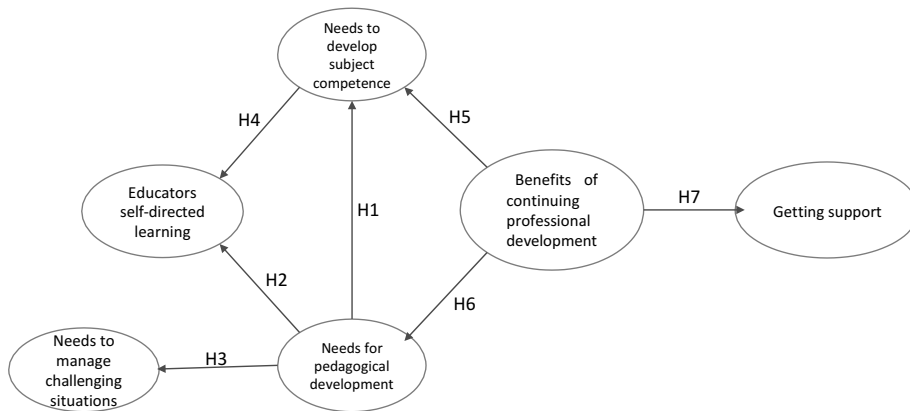 Needs to
develop
subject
competence
H4
H5
Educators
self-directed
learning
H1
Benefits of
continuing
professional
development
H7
Getting support
H2
H6
Needs to
manage
challenging
situations
H3
Needs for
pedagogical
development